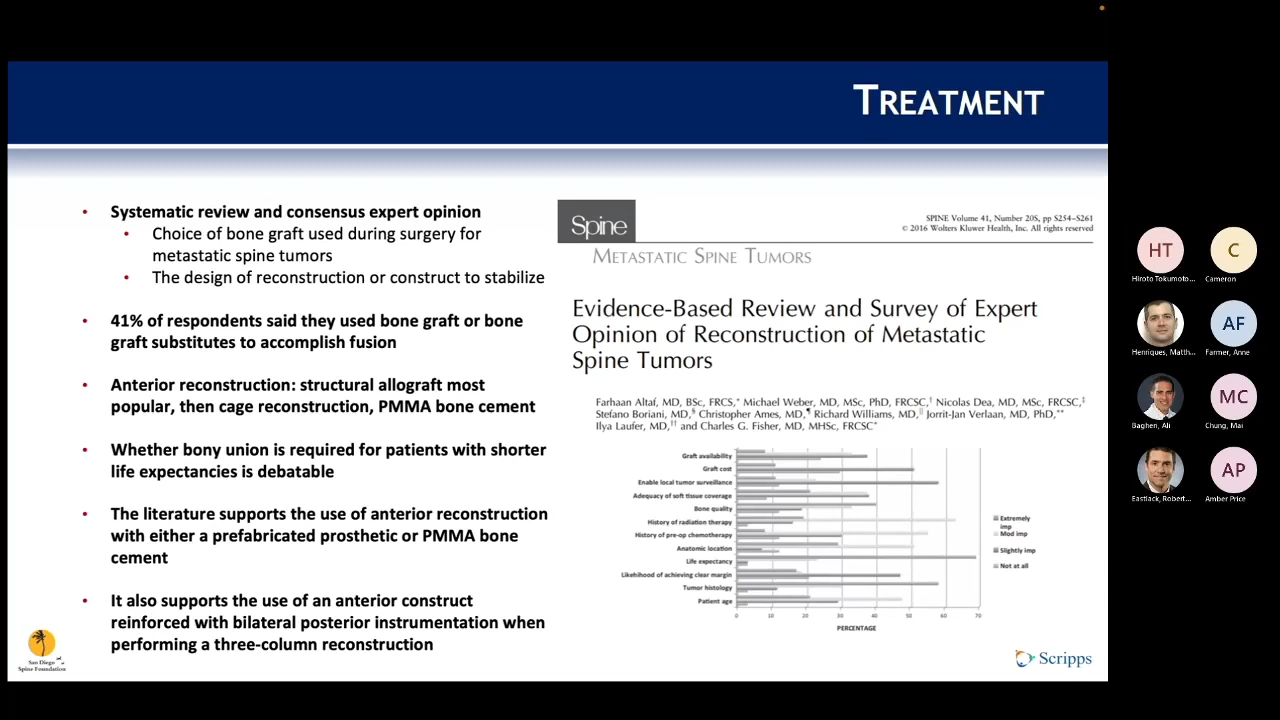 TREATMENT
• Systematic review and consensus expert opinion
• Choice of bone graft used during surgery for
metastatic spine tumors
• The design of reconstruction or construct to stabilize
• 41% of respondents said they used bone graft or bone
graft substitutes to accomplish fusion
• Anterior reconstruction: structural allograft most
popular, then cage reconstruction, PMMA bone cement
• Whether bony union is required for patients with shorter
life expectancies is debatable
• The literature supports the use of anterior reconstruction
with either a prefabricated prosthetic or PMMA bone
cement
• It also supports the use of an anterior construct
reinforced with bilateral posterior instrumentation when
performing a three-column reconstruction
San Diego
Spine Foundation
Spine
SPINE Volume 41, Number 20S, pp S254–S261
© 2016 Wolters Kluwer Health, Inc. All rights reserved
METASTATIC SPINE TUMORS
Evidence-Based Review and Survey of Expert
Opinion of Reconstruction of Metastatic
Spine Tumors
Farhaan Altaf, MD, BSc, FRCS,* Michael Weber, MD, MSc, PhD, FRCSC,† Nicolas Dea, MD, MSc, FRCSC,‡
Stefano Boriani, MD,§ Christopher Ames, MD,¶ Richard Williams, MD,|| Jorrit-Jan Verlaan, MD, PhD,**
Ilya Laufer, MD,†† and Charles G. Fisher, MD, MHSc, FRCSC*
Graft availability
Graft cost
Enable local tumor surveillance
Adequacy of soft tissue coverage
Bone quality
History of radiation therapy
History of pre-op chemotherapy
Anatomic location
Life expectancy
Likehihood of achieving clear margin
Tumor histology
Patient age
0 10 20 30 40 50 60 70
PERCENTAGE
Extremely
imp
Mod imp
Slightly imp
Not at all
Scripps
HT
Hiroto Tokumoto...
C
Cameron
Henriques, Matth...
AF
Farmer, Anne
Baghen, Ali
MC
Chung, Mai
Eastlack, Robert...
AP
Amber Price